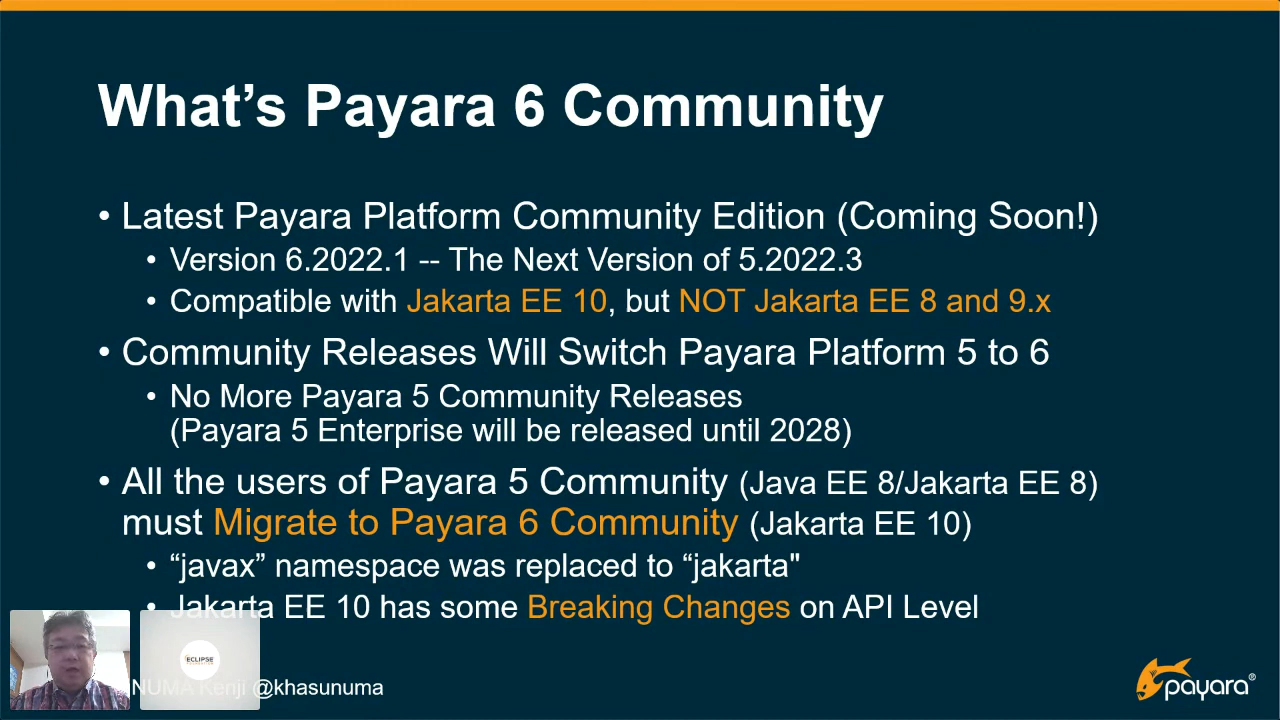 What’s Payara 6 Community
• Latest Payara Platform Community Edition (Coming Soon!)
• Version 6.2022.1 -- The Next Version of 5.2022.3
• Compatible with Jakarta EE 10, but NOT Jakarta EE 8 and 9.x
• Community Releases Will Switch Payara Platform 5 to 6
• No More Payara 5 Community Releases
(Payara 5 Enterprise will be released until 2028)
• All the users of Payara 5 Community (Java EE 8/Jakarta EE 8)
must Migrate to Payara 6 Community (Jakarta EE 10)
• “javax” namespace was replaced to “jakarta"
• Jakarta EE 10 has some Breaking Changes on API Level
ECLIPSE
NUMA Kenji @khasunuma
payara®